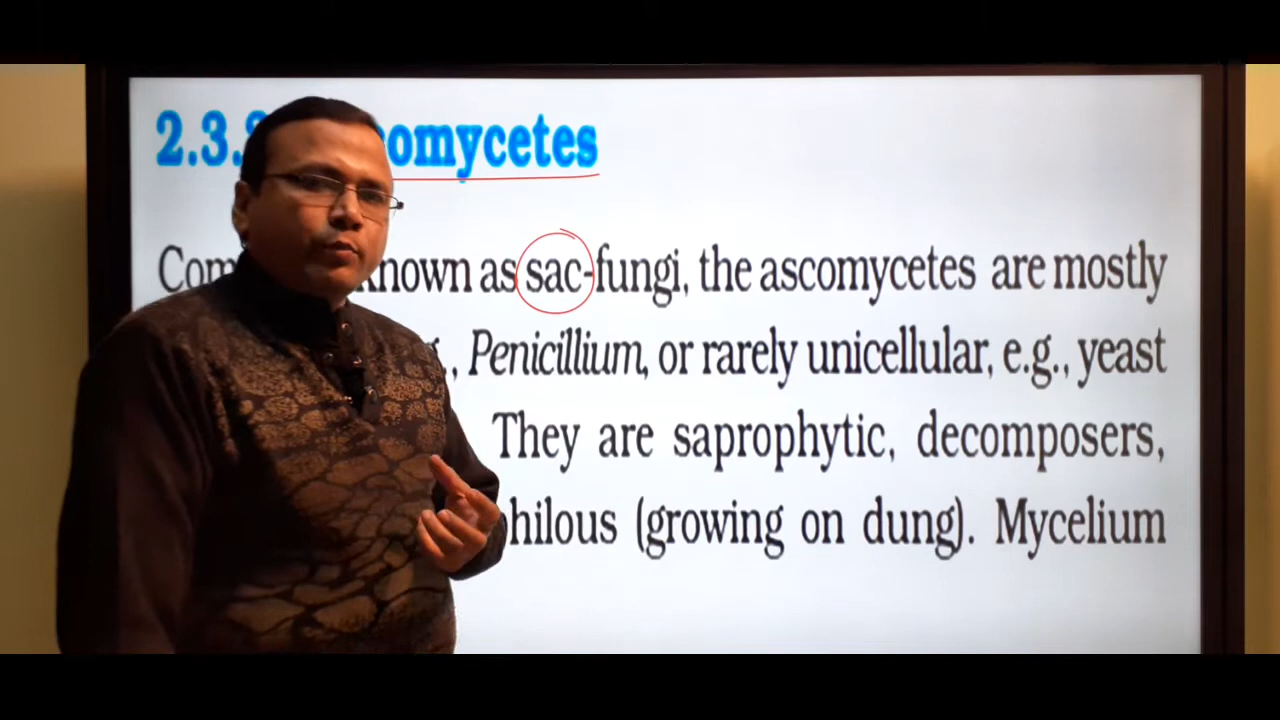 2.3. omycetes
Com known as sac-fungi, the ascomycetes are mostly
., Penicillium, or rarely unicellular, e.g., yeast
They are saprophytic, decomposers,
philous (growing on dung). Mycelium